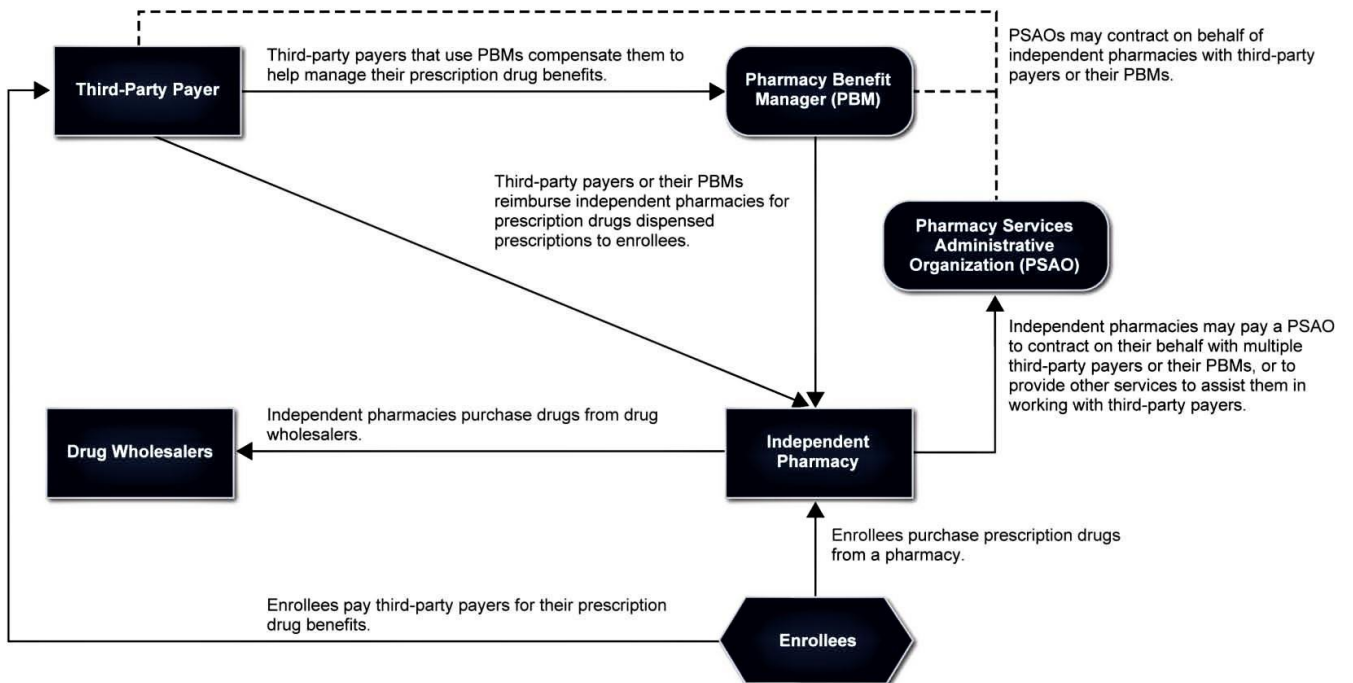 PSAOs may contract on behalf of
independent pharmacies with third-party
payers or their PBMs.
Third-party payers that use PBMs compensate them to
help manage their prescription drug benefits.
Third-Party Payer
Pharmacy Benefit
Manager (PBM)
Third-party payers or their PBMs
reimburse independent pharmacies for
prescription drugs dispensed
prescriptions to enrollees.
Pharmacy Services
Administrative
Organization (PSAO)
Independent pharmacies may pay a PSAO
to contract on their behalf with multiple
third-party payers or their PBMs, or to
provide other services to assist them in
working with third-party payers.
Independent pharmacies purchase drugs from drug
wholesalers.
Drug Wholesalers
Independent
Pharmacy
Enrollees purchase prescription drugs
from a pharmacy.
Enrollees pay third-party payers for their prescription
drug benefits.
Enrollees